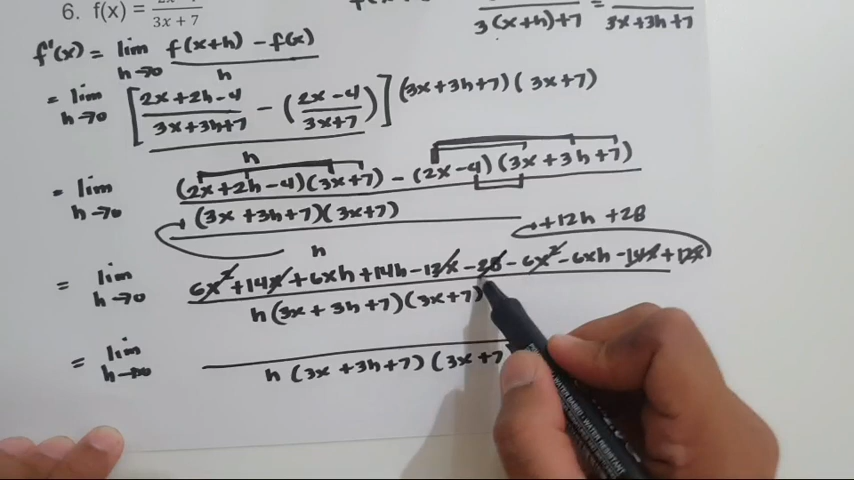 6. f(x) = 2x-4 / 3x + 7
3(x+h)+7 = 3x+3h+7
f'(x) = lim h→0 f(x+h) - f(x) / h
= lim h→0 [ 2x+2h-4 / 3x+3h+7 - ( 2x-4 / 3x+7 ) ] (3x+3h+7)(3x+7)
h
= lim h→0 (2x+2h-4)(3x+7) - (2x-4)(3x+3h+7)
(3x+3h+7)(3x+7)
h
+12h +28
= lim h→0 6x²+14x+6xh+14h-12x-28-6x²-6xh-14x+12x
h(3x+3h+7)(3x+7)
= lim h→0
h(3x+3h+7)(3x+7